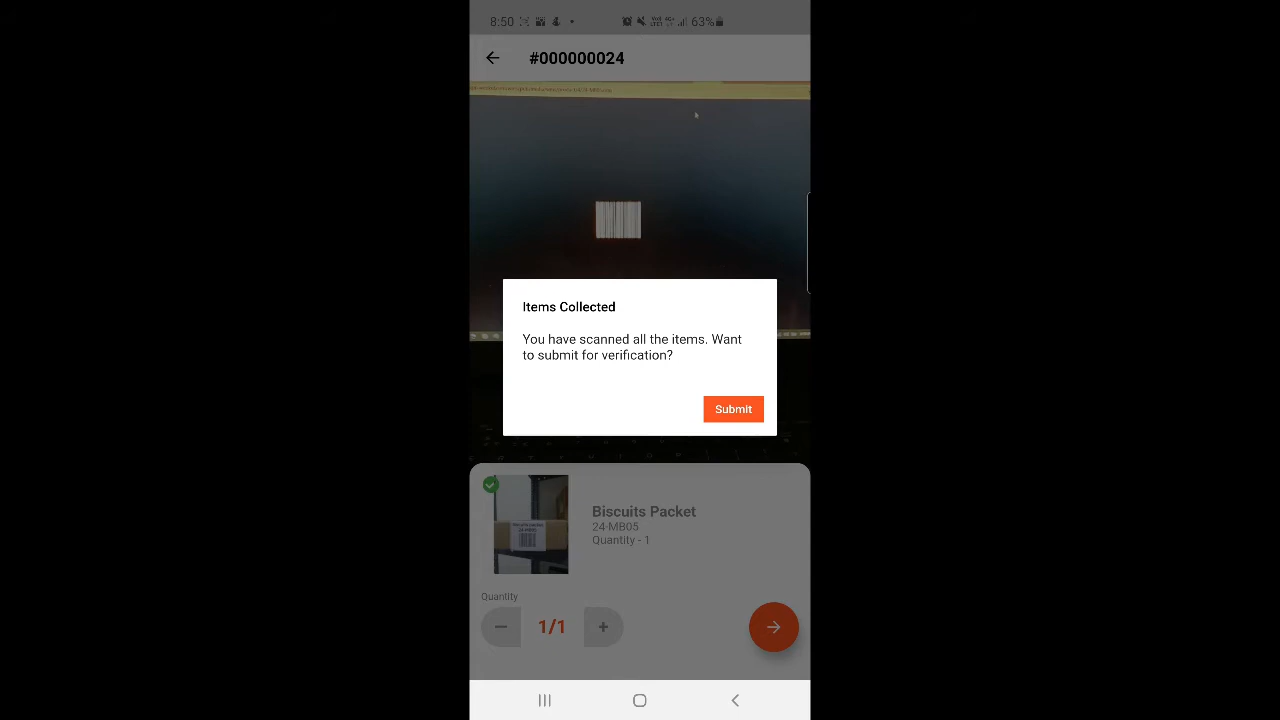 8:50
63%
#000000024
Items Collected
You have scanned all the items. Want
to submit for verification?
Submit
Biscuits Packet
24-MB05
Quantity - 1
Quantity
1/1